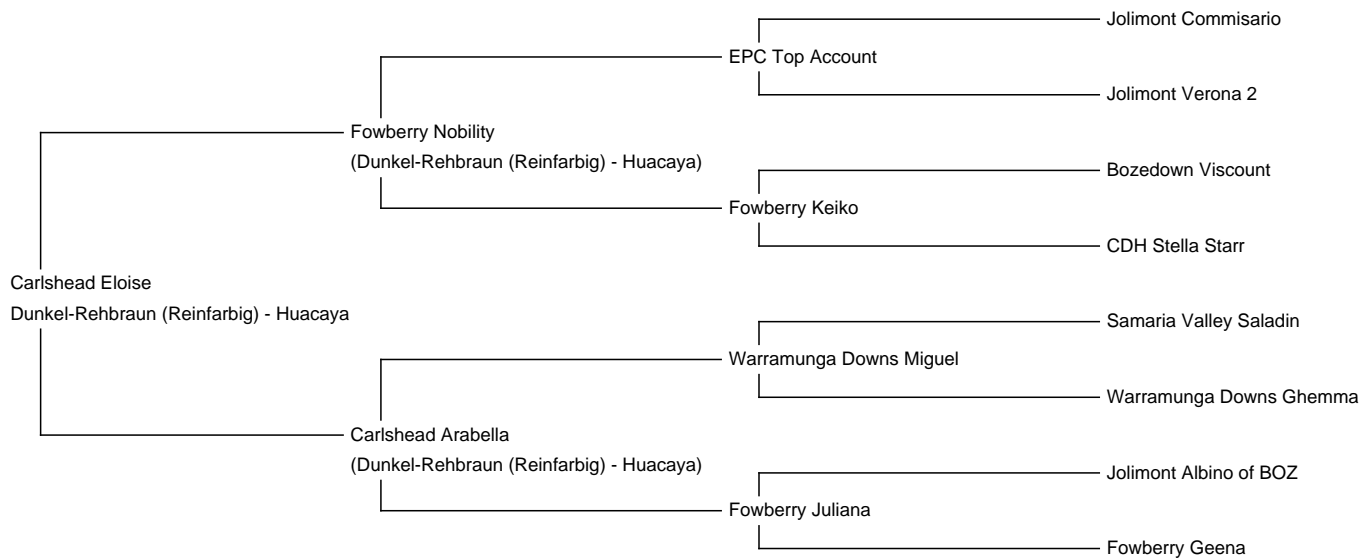 Jolimont Commisario
EPC Top Account
Jolimont Verona 2
Fowberry Nobility
(Dunkel-Rehbraun (Reinfarbig) - Huacaya)
Bozedown Viscount
Fowberry Keiko
CDH Stella Starr
Carlshead Eloise
Dunkel-Rehbraun (Reinfarbig) - Huacaya
Samaria Valley Saladin
Warramunga Downs Miguel
Warramunga Downs Ghemma
Carlshead Arabella
(Dunkel-Rehbraun (Reinfarbig) - Huacaya)
Jolimont Albino of BOZ
Fowberry Juliana
Fowberry Geena